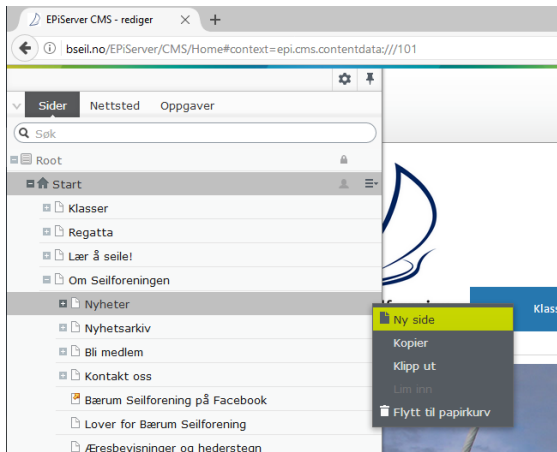 EPiServer CMS - rediger
bseil.no/EPiServer/CMS/Home#context=epi.cms.contentdata:///101
Sider Nettsted Oppgaver
Søk
Root
Start
Klasser
Regatta
Lær å seile!
Om Seilforeningen
Nyheter
Nyhetsarkiv
Bli medlem
Kontakt oss
Bærum Seilforening på Facebook
Lover for Bærum Seilforening
Æresbevisninger og hederstegn
Ny side
Kopier
Klipp ut
Lim inn
Flytt til papirkurv
Klass